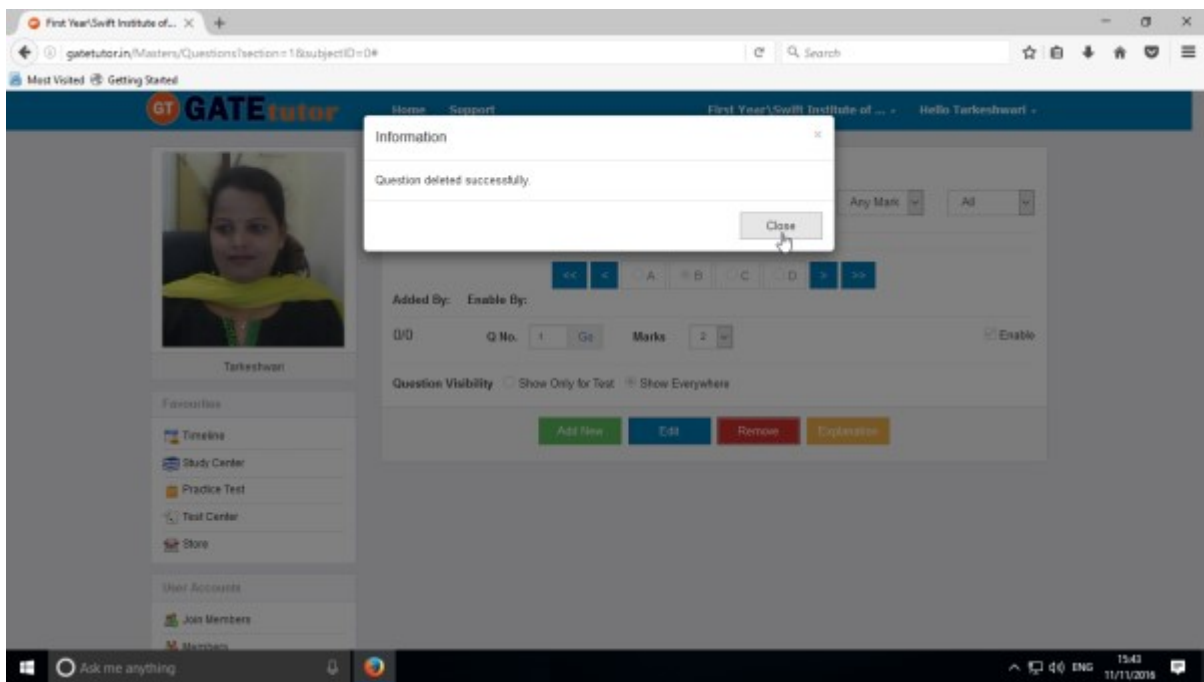 First Year\Swift Institute of...
gatetutor.in/Masters/Questions?section=1&subjectID=0#
Search
Most Visited Getting Started
GT GATEtutor Home Support First Year\Swift Institute of ... Hello Tarkeshwari
Information ×
Question deleted successfully.
Any Mark All
Close
<< < A B C D > >>
Added By: Enable By:
0/0 Q No. 1 Go Marks 2 Enable
Tarkeshwari
Question Visibility Show Only for Test Show Everywhere
Favourites
Add New Edit Remove Explanation
Timeline
Study Center
Practice Test
Test Center
Store
User Accounts
Join Members
Members
Ask me anything
ENG 15:43
11/11/2016